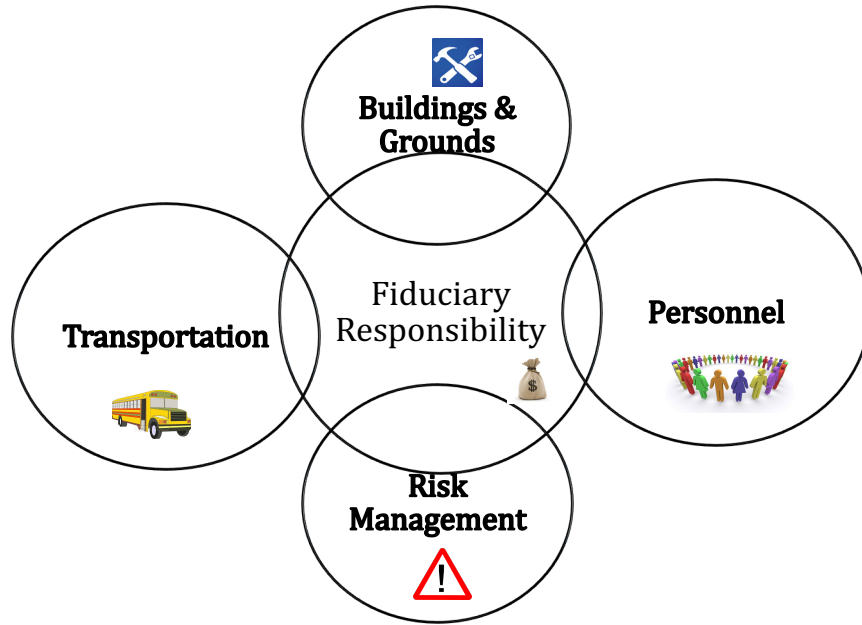 Buildings &
Grounds
Fiduciary
Responsibility
Transportation
Personnel
$
Risk
Management
!